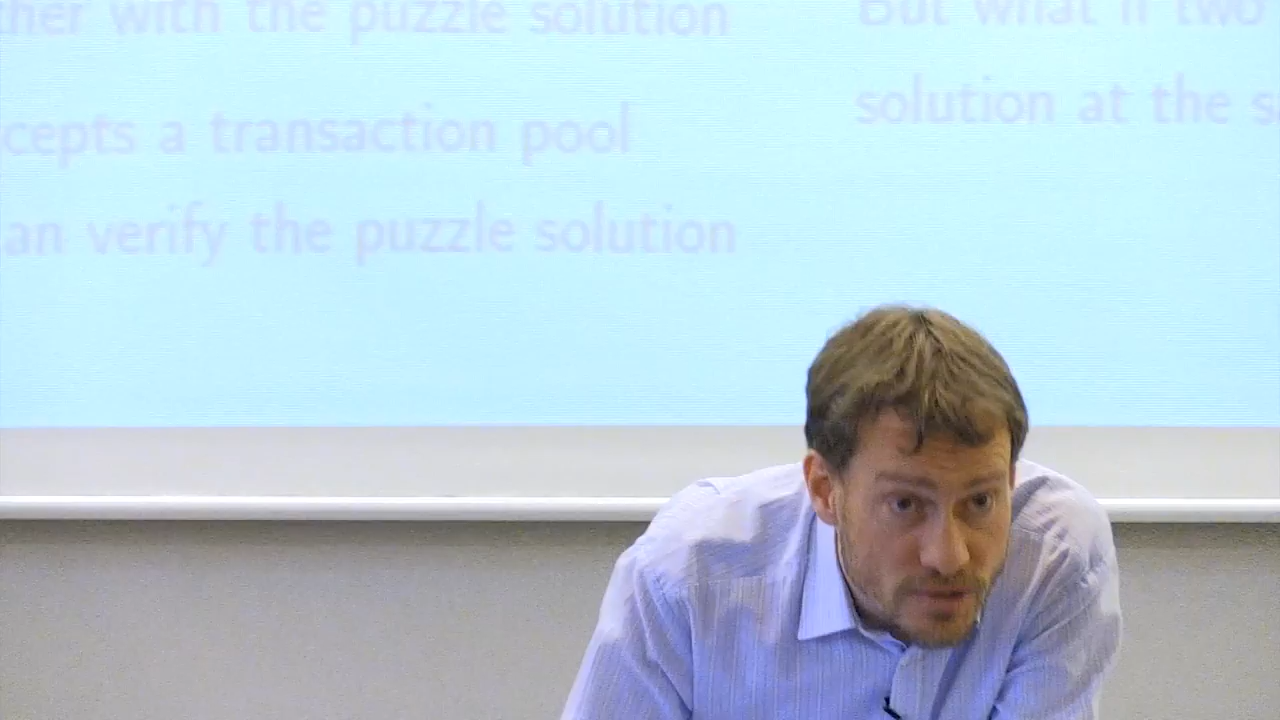 ther with the puzzle solution
cepts a transaction pool
an verify the puzzle solution
But what if two
solution at the s